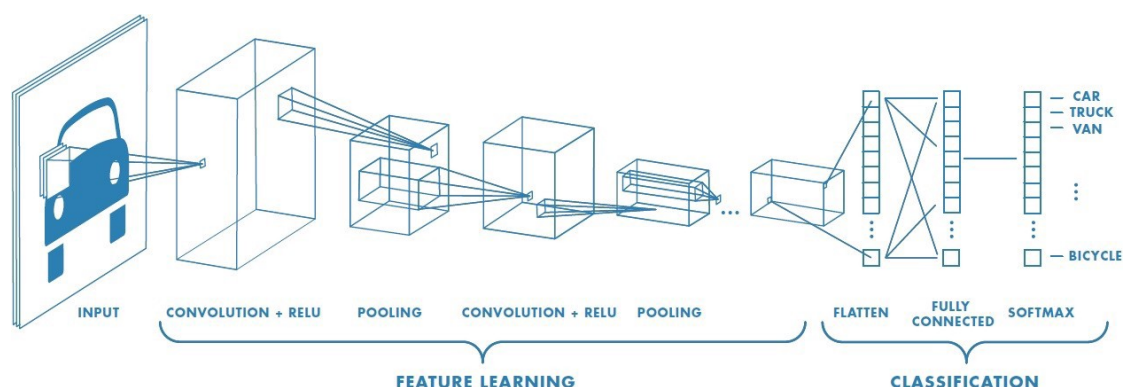 CAR
TRUCK
VAN
BICYCLE
INPUT
CONVOLUTION + RELU
POOLING
CONVOLUTION + RELU
POOLING
FLATTEN
FULLY
CONNECTED
SOFTMAX
FEATURE LEARNING
CLASSIFICATION